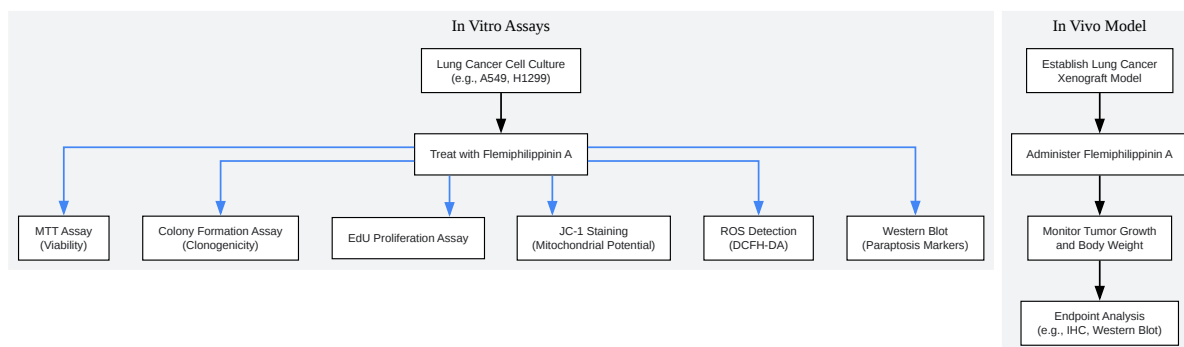 In Vitro Assays
Lung Cancer Cell Culture
(e.g., A549, H1299)
Treat with Flemiphilippinin A
MTT Assay
(Viability)
Colony Formation Assay
(Clonogenicity)
EdU Proliferation Assay
JC-1 Staining
(Mitochondrial Potential)
ROS Detection
(DCFH-DA)
Western Blot
(Paraptosis Markers)
In Vivo Model
Establish Lung Cancer
Xenograft Model
Administer Flemiphilippinin A
Monitor Tumor Growth
and Body Weight
Endpoint Analysis
(e.g., IHC, Western Blot)